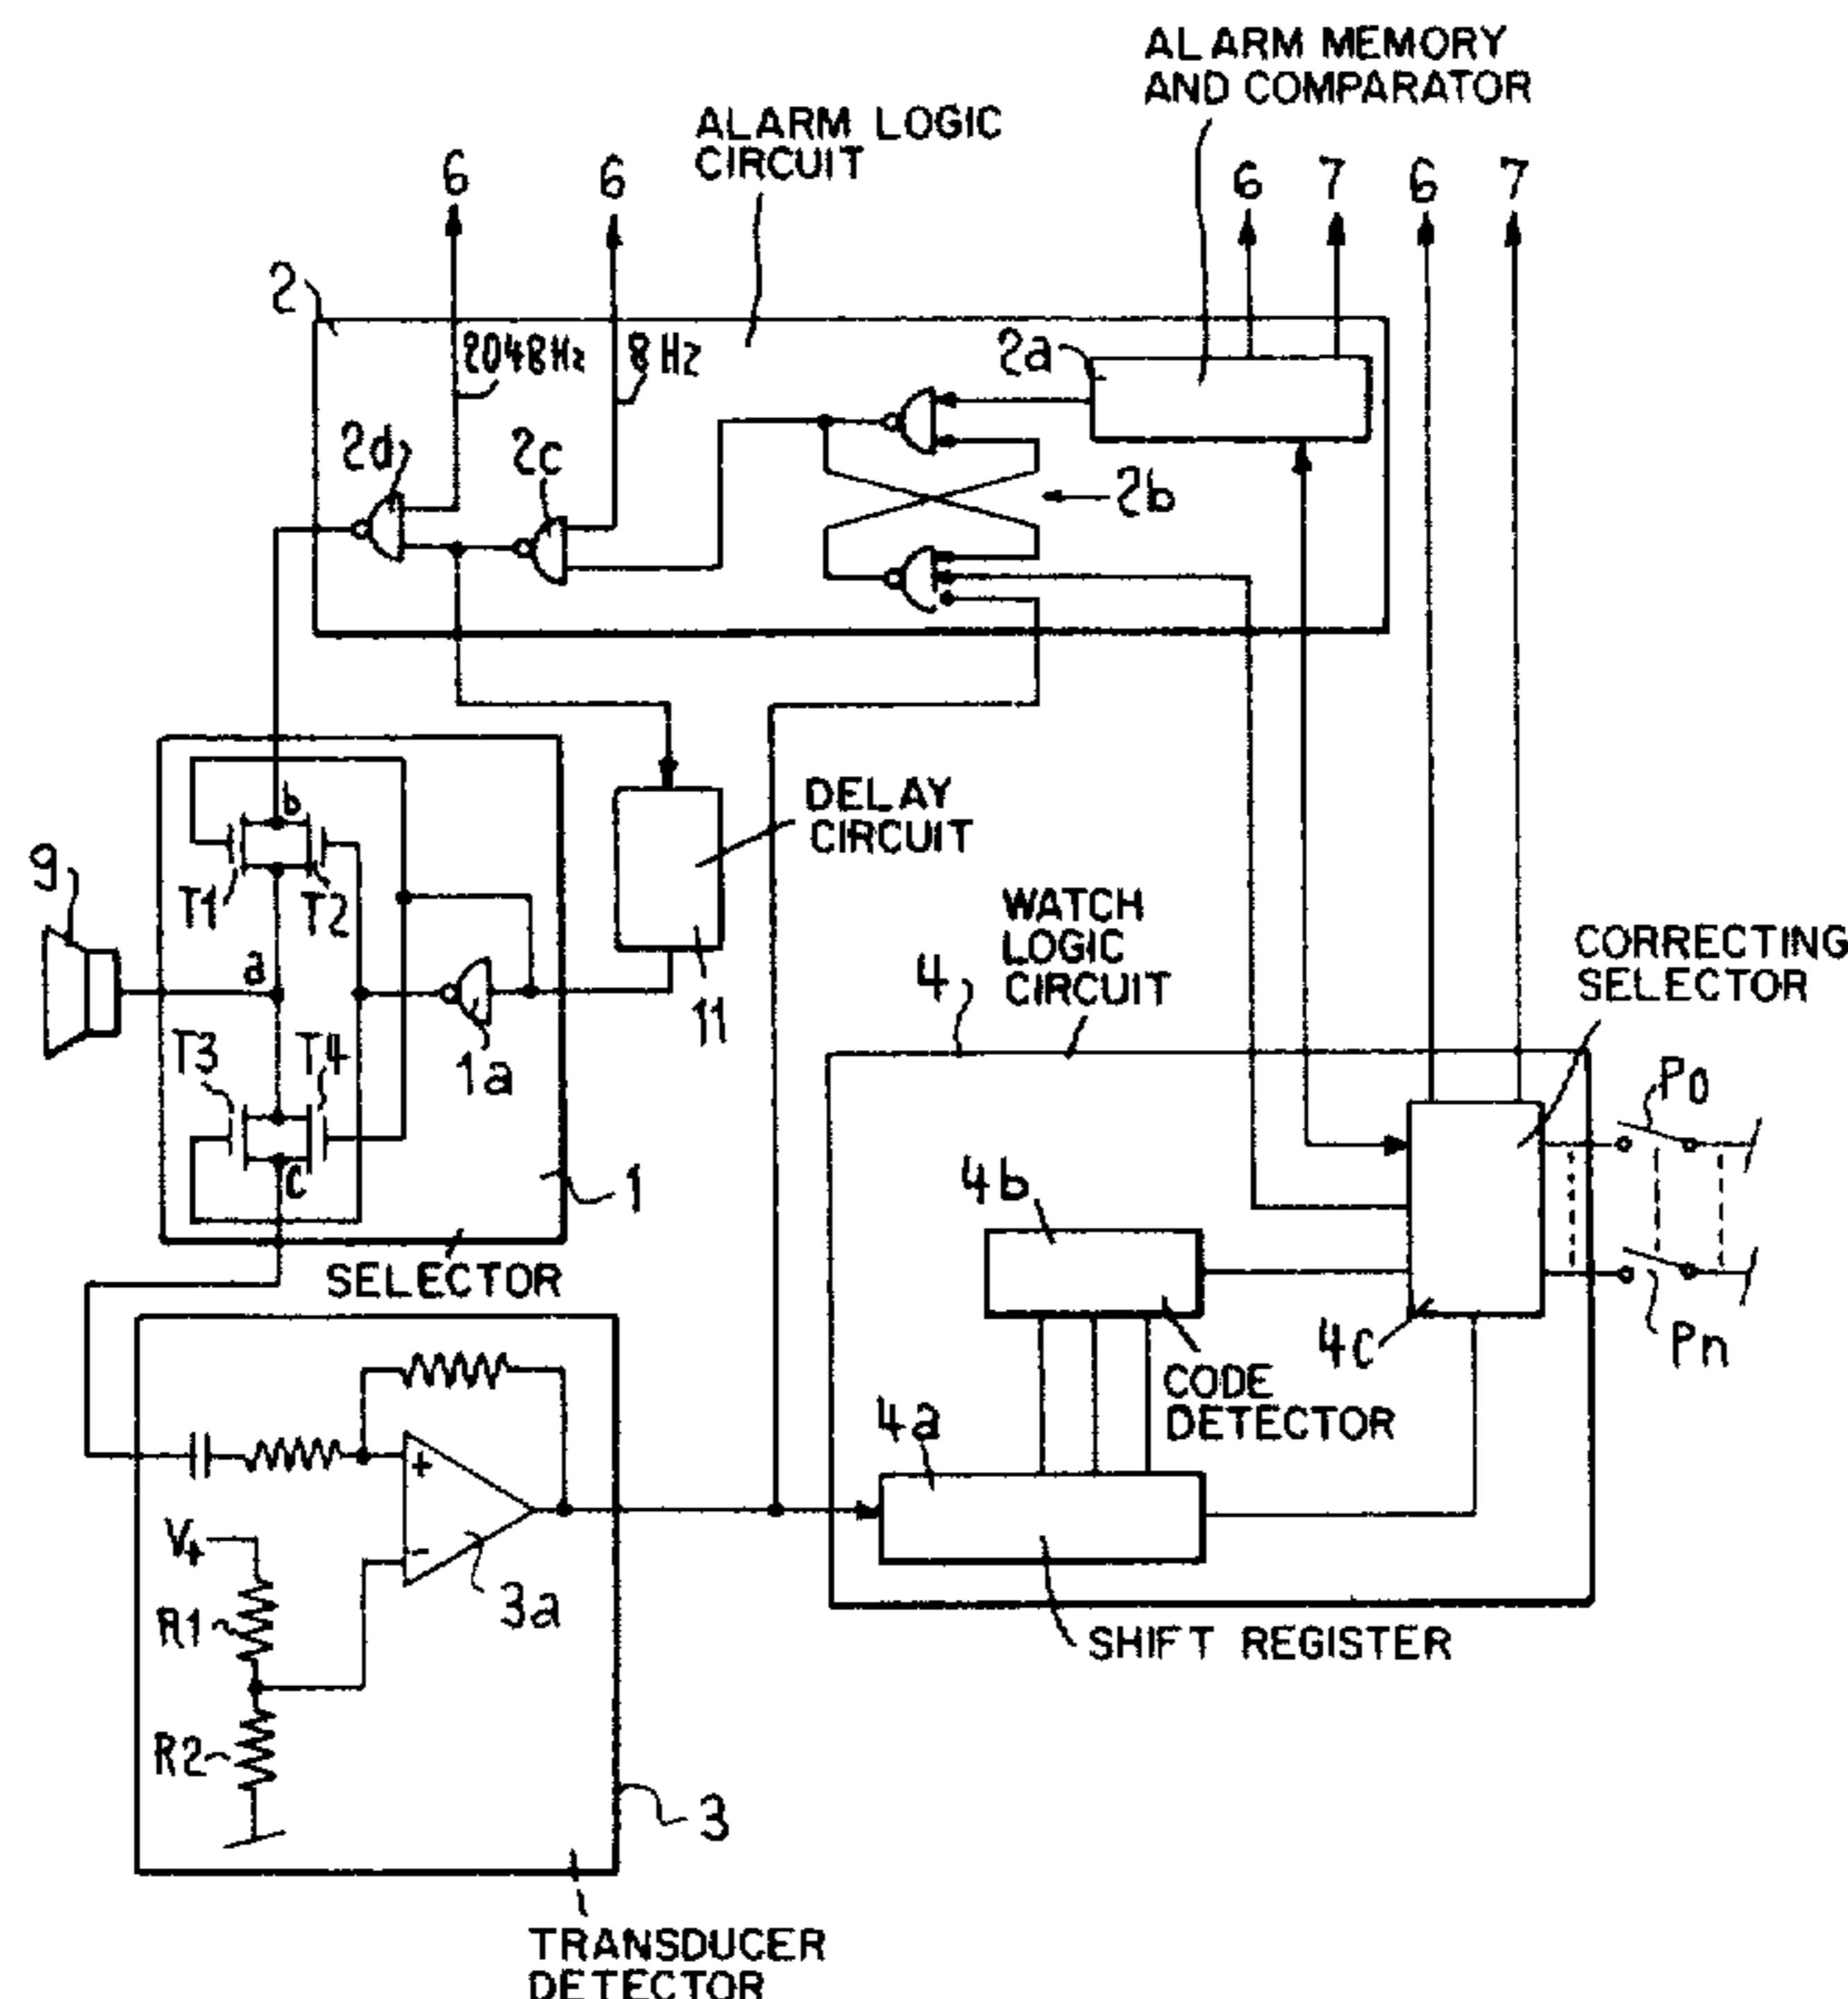 ALARM MEMORY
AND COMPARATOR
ALARM LOGIC
CIRCUIT
6
6
6
7
6
7
2
2048Hz
8 Hz
2a
2d
2c
2b
b
DELAY
CIRCUIT
9
T1
T2
WATCH
LOGIC
CIRCUIT
CORRECTING
SELECTOR
a
4
11
T3
T4
1a
P0
4b
1
c
SELECTOR
4c
Pn
CODE
DETECTOR
4a
+
V+
-
3a
R1
SHIFT REGISTER
R2
3
TRANSDUCER
DETECTOR